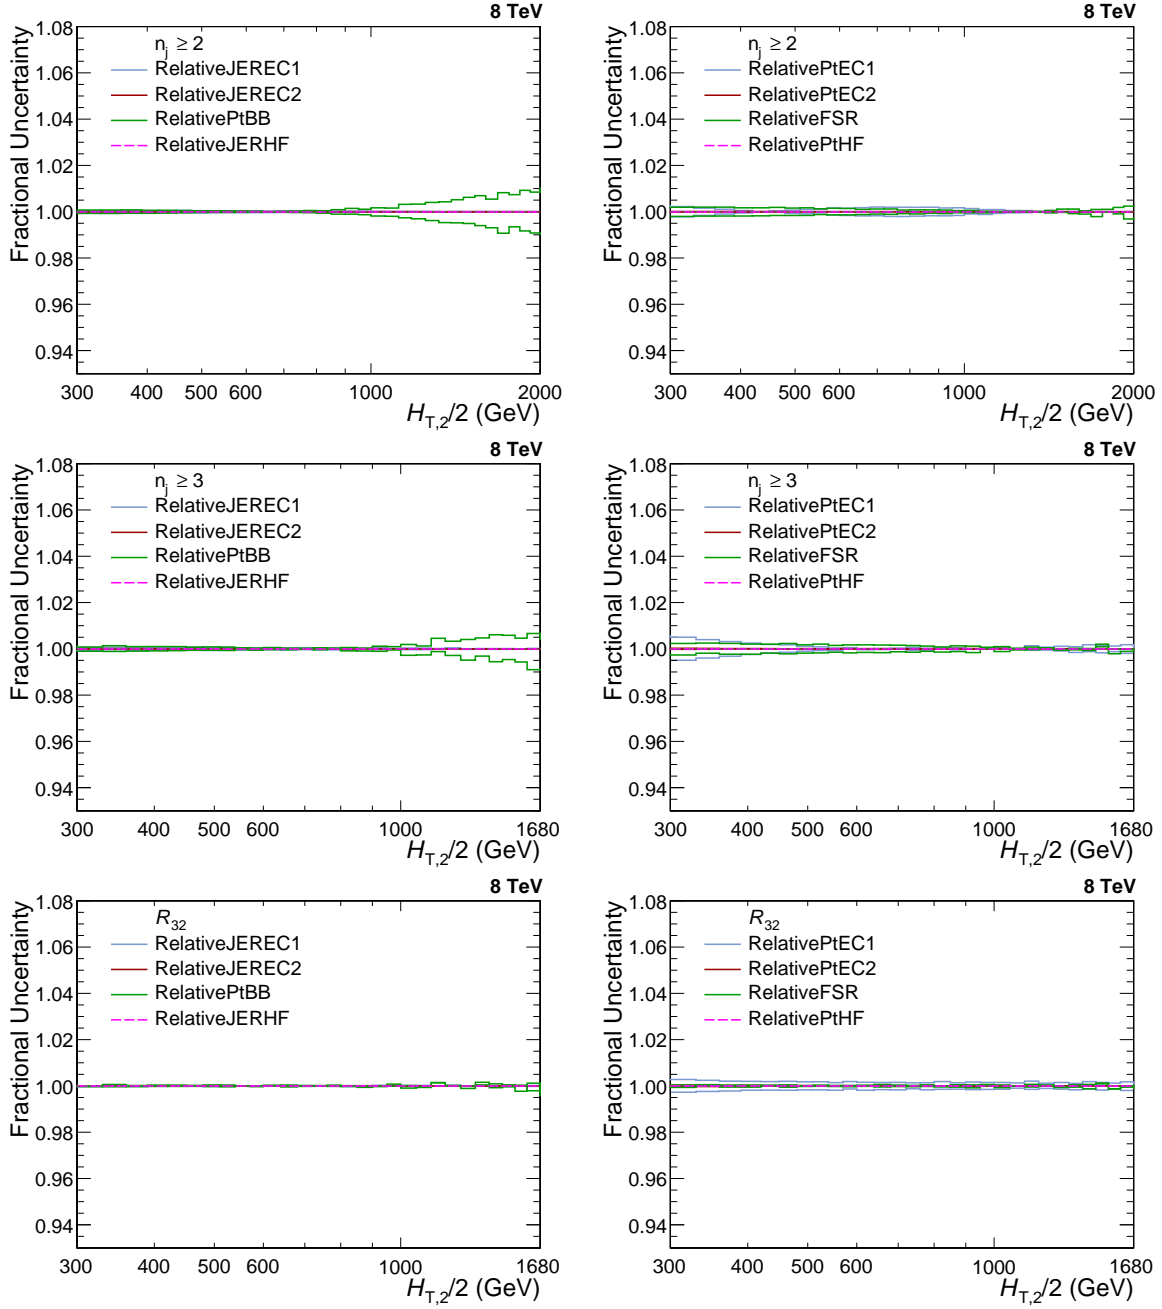 8 TeV
Fractional Uncertainty
1.08
1.06
1.04
1.02
1.00
0.98
0.96
0.94
n_j ≥ 2
RelativeJEREC1
RelativeJEREC2
RelativePtBB
RelativeJERHF
300 400 500 600 1000 2000
H_T,2/2 (GeV)
8 TeV
Fractional Uncertainty
1.08
1.06
1.04
1.02
1.00
0.98
0.96
0.94
n_j ≥ 2
RelativePtEC1
RelativePtEC2
RelativeFSR
RelativePtHF
300 400 500 600 1000 2000
H_T,2/2 (GeV)
8 TeV
Fractional Uncertainty
1.08
1.06
1.04
1.02
1.00
0.98
0.96
0.94
n_j ≥ 3
RelativeJEREC1
RelativeJEREC2
RelativePtBB
RelativeJERHF
300 400 500 600 1000 1680
H_T,2/2 (GeV)
8 TeV
Fractional Uncertainty
1.08
1.06
1.04
1.02
1.00
0.98
0.96
0.94
n_j ≥ 3
RelativePtEC1
RelativePtEC2
RelativeFSR
RelativePtHF
300 400 500 600 1000 1680
H_T,2/2 (GeV)
8 TeV
Fractional Uncertainty
1.08
1.06
1.04
1.02
1.00
0.98
0.96
0.94
R_32
RelativeJEREC1
RelativeJEREC2
RelativePtBB
RelativeJERHF
300 400 500 600 1000 1680
H_T,2/2 (GeV)
8 TeV
Fractional Uncertainty
1.08
1.06
1.04
1.02
1.00
0.98
0.96
0.94
R_32
RelativePtEC1
RelativePtEC2
RelativeFSR
RelativePtHF
300 400 500 600 1000 1680
H_T,2/2 (GeV)